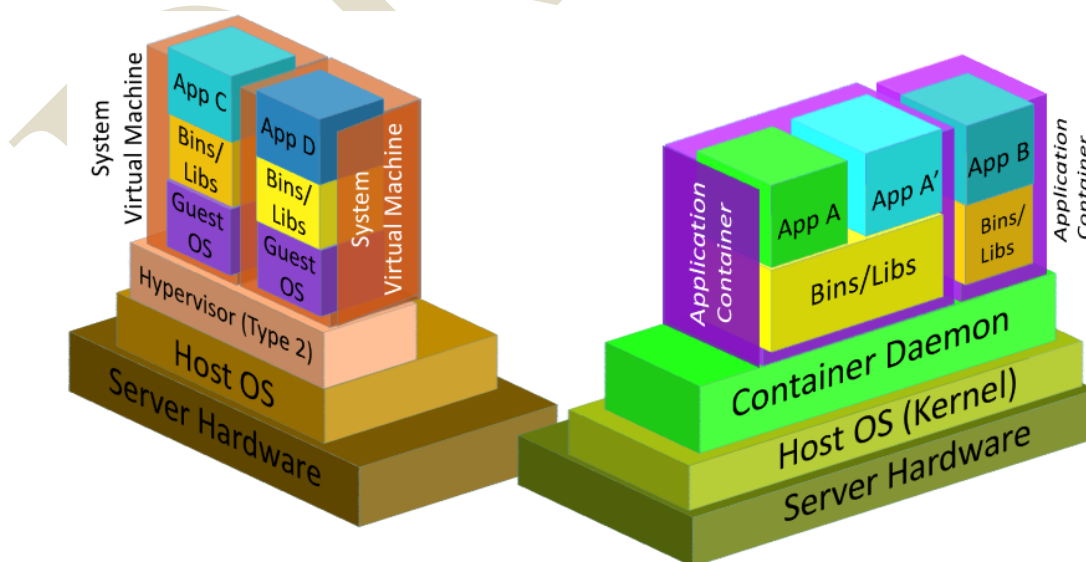 System
Virtual Machine
App C
Bins/
Libs
Guest
OS
App D
Bins/
Libs
Guest
OS
System
Virtual Machine
Hypervisor (Type 2)
Host OS
Server Hardware
Application
Container
App A
App A’
Bins/Libs
App B
Bins/
Libs
Application
Container
Container Daemon
Host OS (Kernel)
Server Hardware